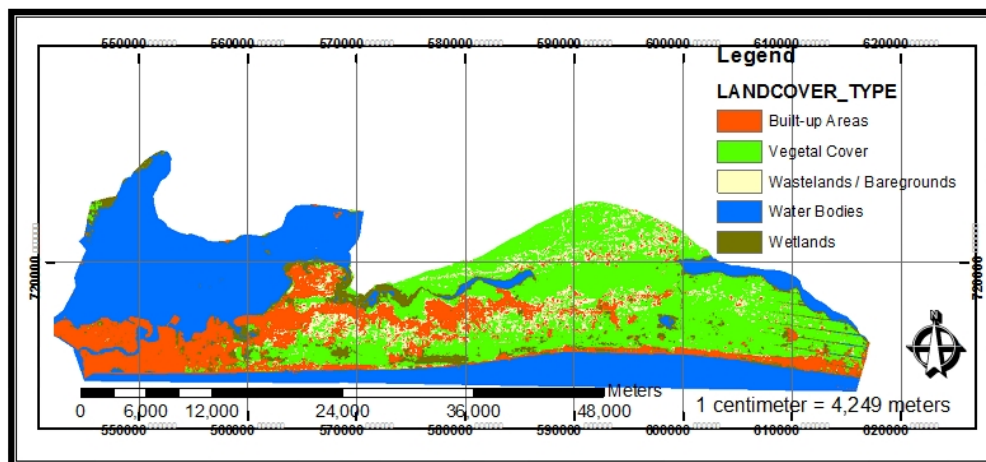 550000 560000 570000 580000 590000 600000 610000 620000
Legend
LANDCOVER_TYPE
Built-up Areas
Vegetal Cover
Wastelands / Baregrounds
Water Bodies
Wetlands
720000
720000
N
Meters
0 6,000 12,000 24,000 36,000 48,000
1 centimeter = 4,249 meters
550000 560000 570000 580000 590000 600000 610000 620000